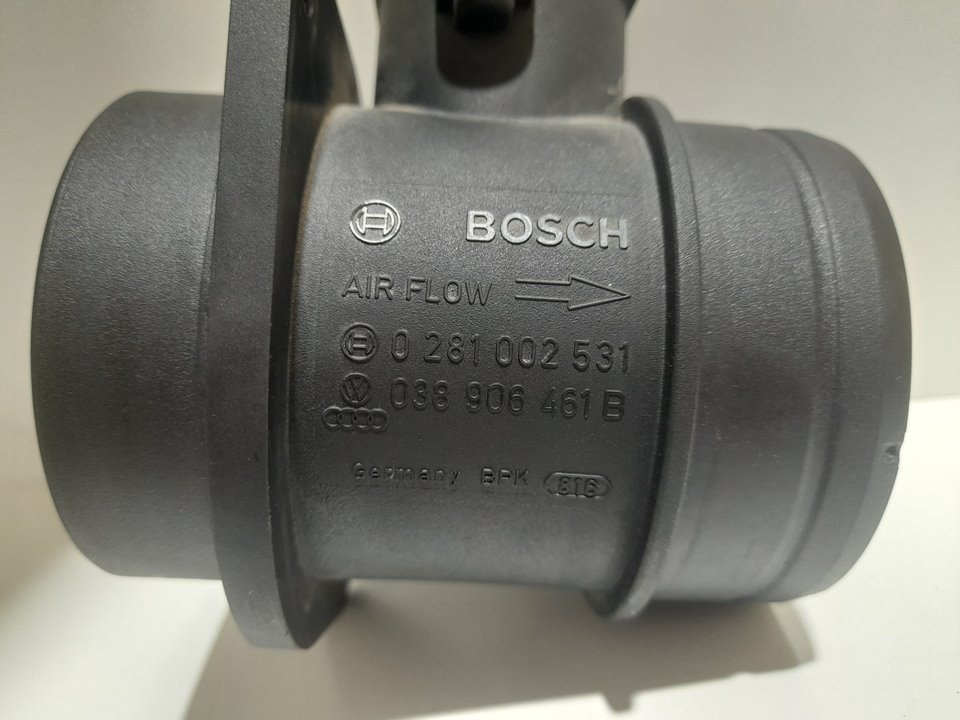 BOSCH
AIR FLOW
0 281 002 531
038 906 461 B
Germany BPK 816